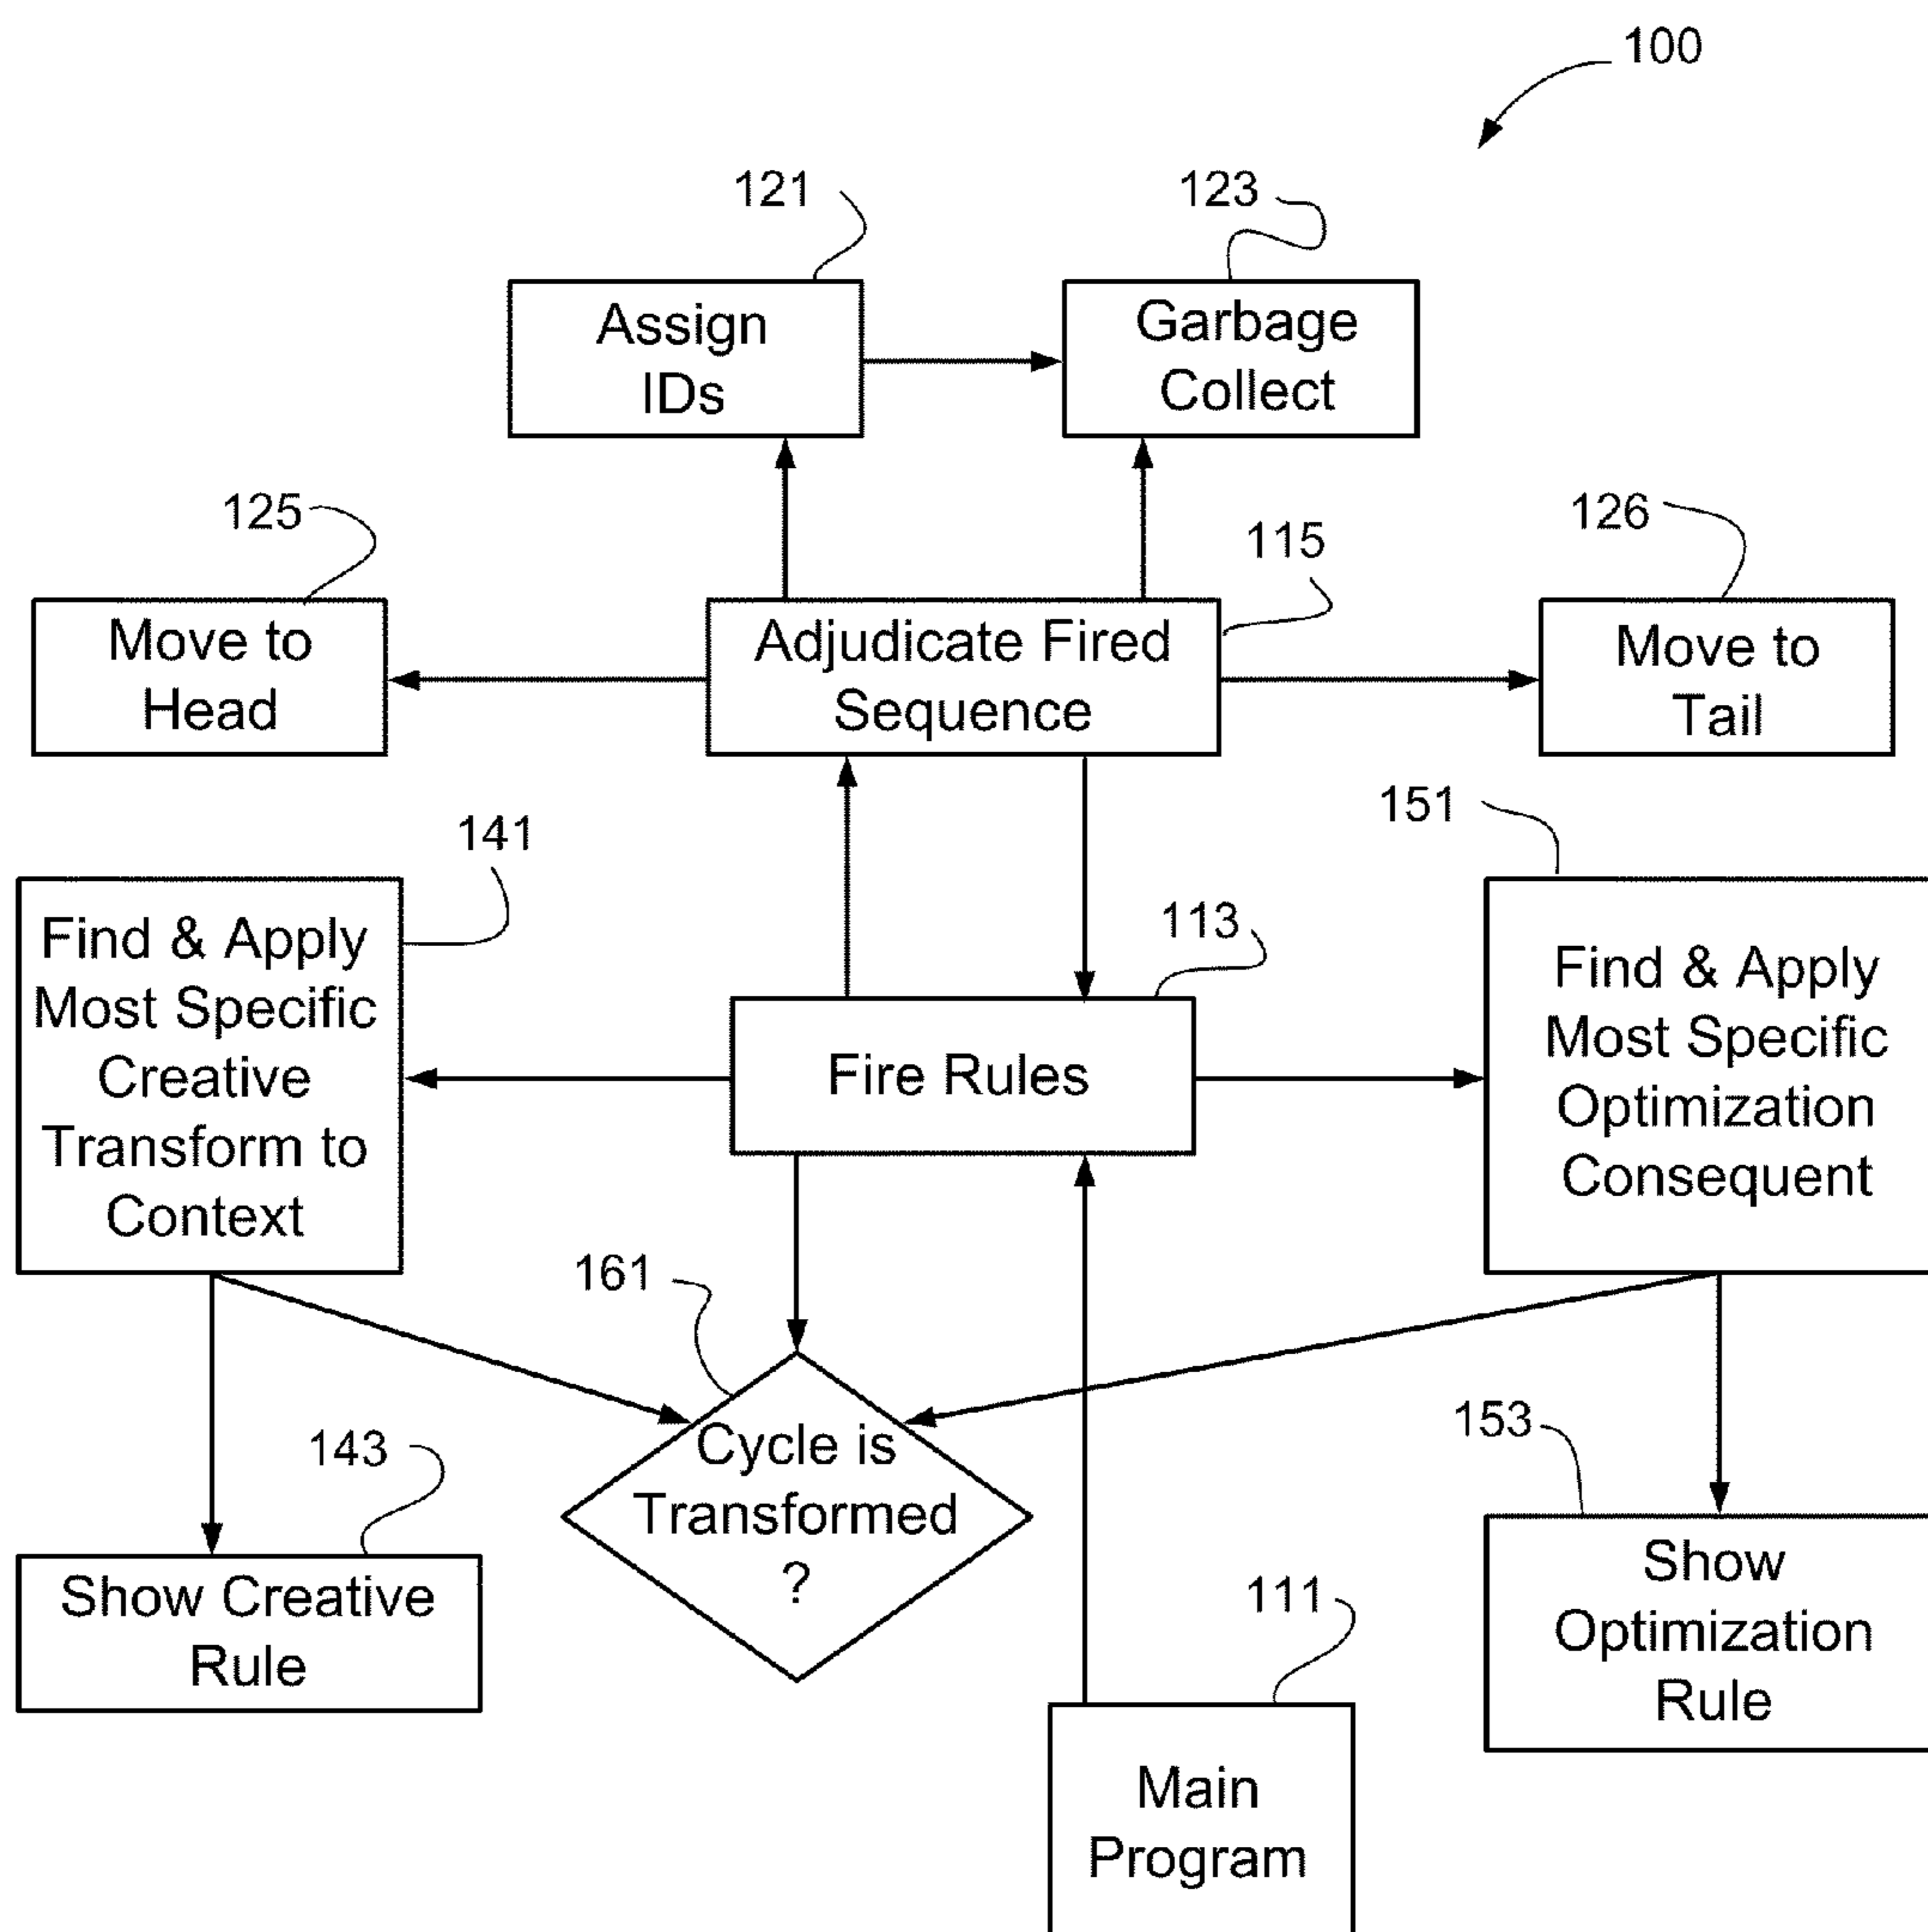 100
121
123
Assign
IDs
Garbage
Collect
125
115
126
Move to
Head
Adjudicate Fired
Sequence
Move to
Tail
141
151
Find & Apply
Most Specific
Creative
Transform to
Context
113
Fire Rules
Find & Apply
Most Specific
Optimization
Consequent
161
Cycle is
Transformed
?
143
Show Creative
Rule
153
Show
Optimization
Rule
111
Main
Program